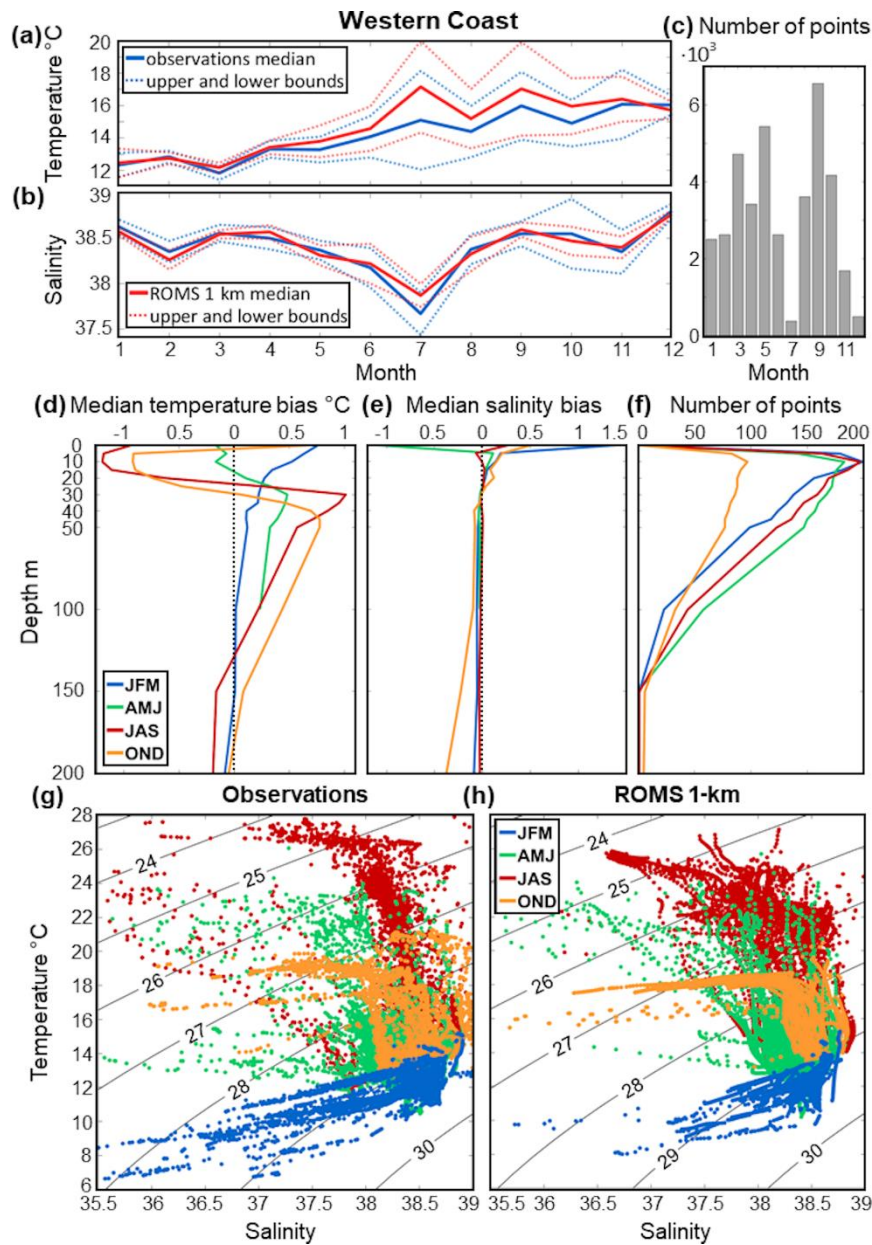 Western Coast
(a)
Temperature °C
20
18
16
14
12
observations median
upper and lower bounds
(b)
Salinity
39
38.5
38
37.5
ROMS 1 km median
upper and lower bounds
1 2 3 4 5 6 7 8 9 10 11 12
Month
(c) Number of points
·10³
6
4
2
0
1 3 5 7 9 11
Month
(d) Median temperature bias °C
-1 0.5 0 0.5 1
Depth m
0
10
20
30
40
50
100
150
200
JFM
AMJ
JAS
OND
(e) Median salinity bias
-1 -0.5 0 0.5 1 1.5
(f) Number of points
0 50 100 150 200
(g) Observations
Temperature °C
28
26
24
22
20
18
16
14
12
10
8
6
24
25
26
27
28
29
30
35.5 36 36.5 37 37.5 38 38.5 39
Salinity
(h) ROMS 1-km
JFM
AMJ
JAS
OND
24
25
26
27
28
29
30
35.5 36 36.5 37 37.5 38 38.5 39
Salinity